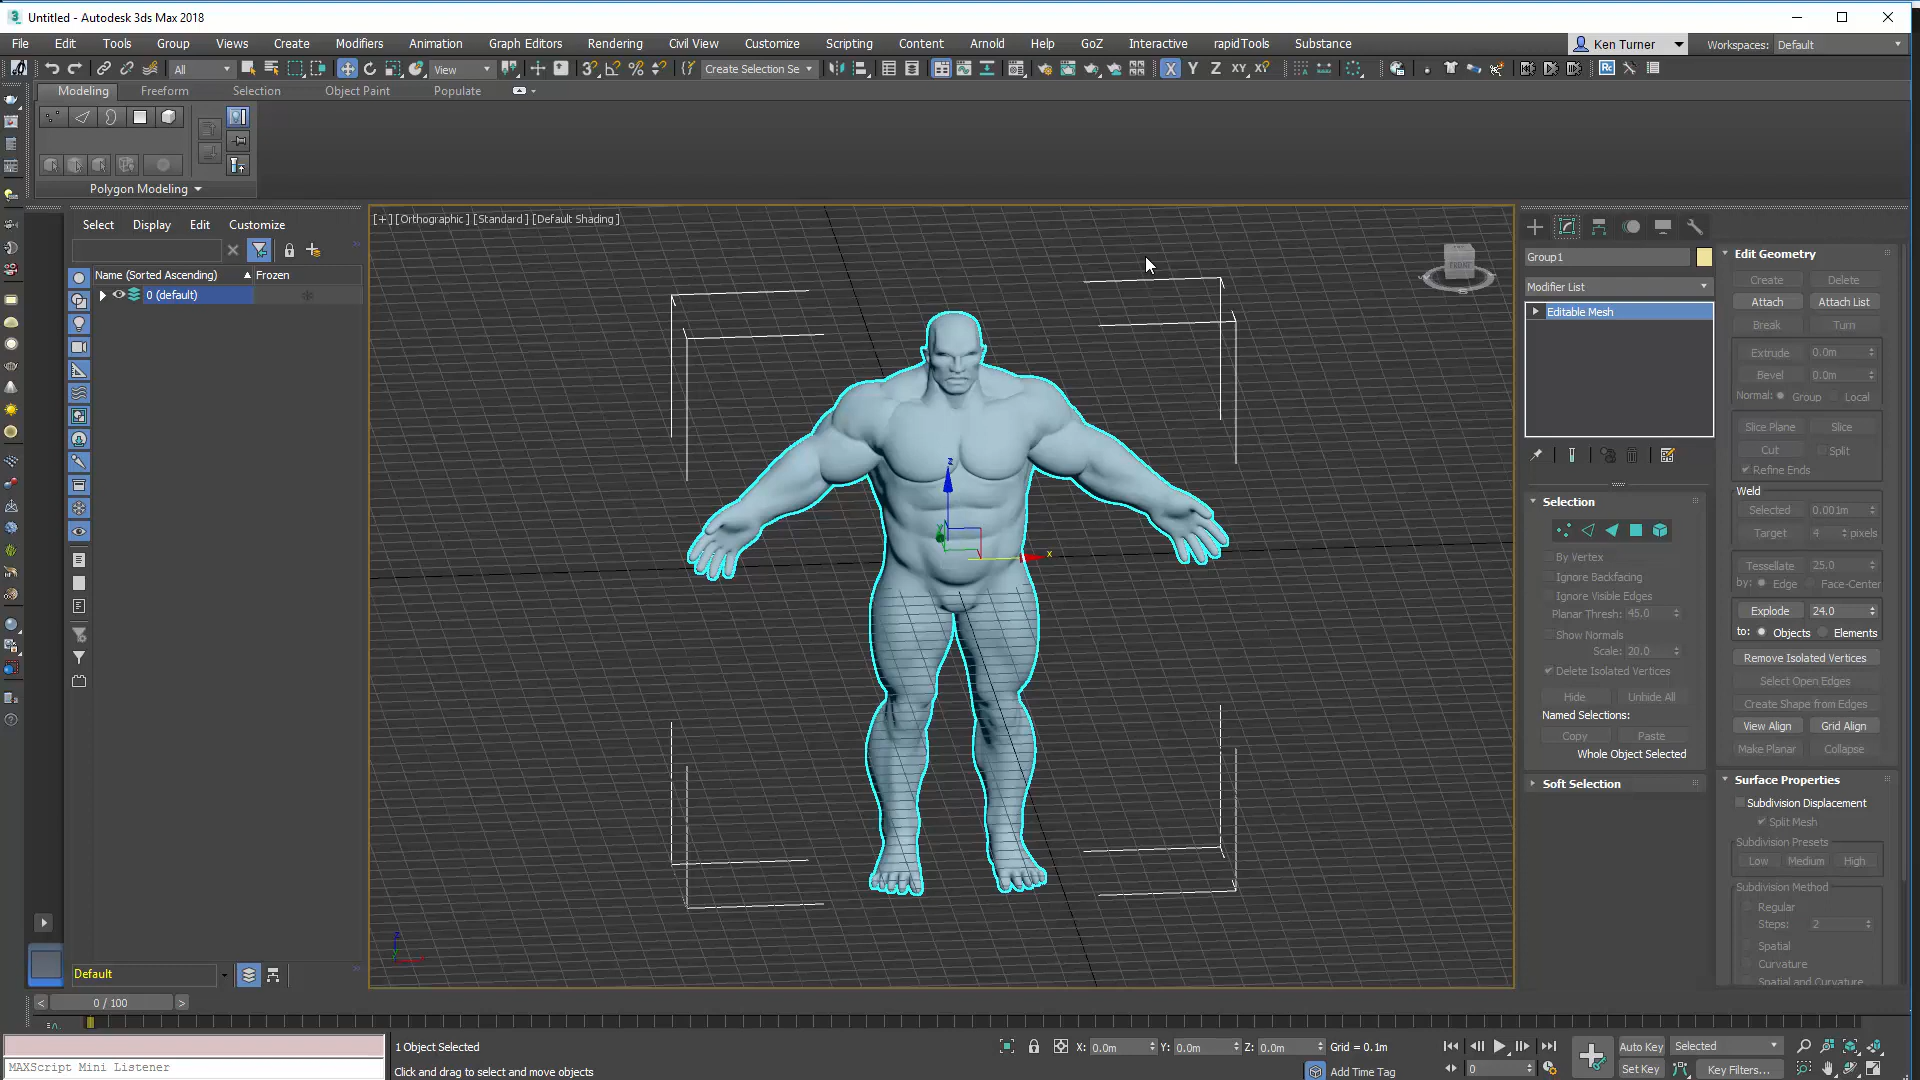 Untitled - Autodesk 3ds Max 2018
File Edit Tools Group Views Create Modifiers Animation Graph Editors Rendering Civil View Customize Scripting Content Arnold Help GoZ Interactive rapidTools Substance Ken Turner Workspaces: Default
All View Create Selection Se X Y Z XY XY
Modeling Freeform Selection Object Paint Populate
Polygon Modeling
Select Display Edit Customize
Name (Sorted Ascending) Frozen
0 (default)
[+] [Orthographic] [Standard] [Default Shading]
FRONT
z
x
Group1
Modifier List
Editable Mesh
Selection
By Vertex
Ignore Backfacing
Ignore Visible Edges
Planar Thresh: 45.0
Show Normals
Scale: 20.0
Delete Isolated Vertices
Hide Unhide All
Named Selections:
Copy Paste
Whole Object Selected
Soft Selection
Edit Geometry
Create Delete
Attach Attach List
Break Turn
Extrude 0.0m
Bevel 0.0m
Normal: Group Local
Slice Plane Slice
Cut Split
Refine Ends
Weld
Selected 0.001m
Target 4 pixels
Tessellate 25.0
by: Edge Face-Center
Explode 24.0
to: Objects Elements
Remove Isolated Vertices
Select Open Edges
Create Shape from Edges
View Align Grid Align
Make Planar Collapse
Surface Properties
Subdivision Displacement
Split Mesh
Subdivision Presets
Low Medium High
Subdivision Method
Regular
Steps: 2
Spatial
Curvature
Spatial and Curvature
Default
< 0 / 100 >
1 Object Selected X: 0.0m Y: 0.0m Z: 0.0m Grid = 0.1m Auto Key Selected
MAXScript Mini Listener Click and drag to select and move objects Add Time Tag 0 Set Key Key Filters...